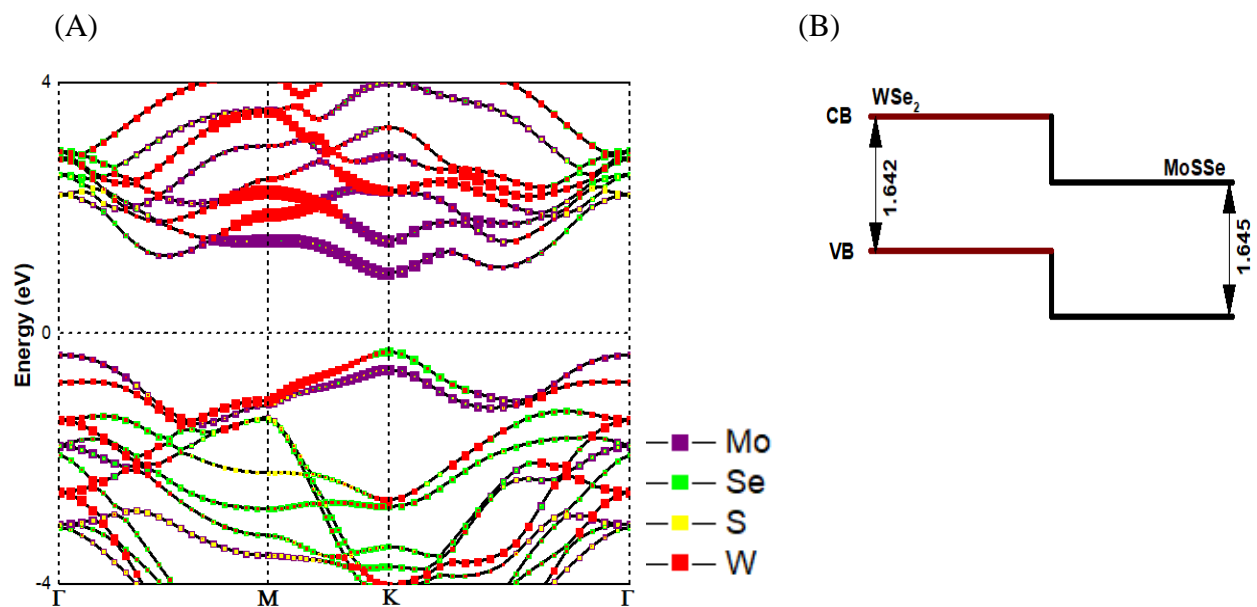 (A)
(B)
4
0
-4
Energy (eV)
Γ
M
K
Γ
Mo
Se
S
W
WSe2
CB
1.642
VB
MoSSe
1.645